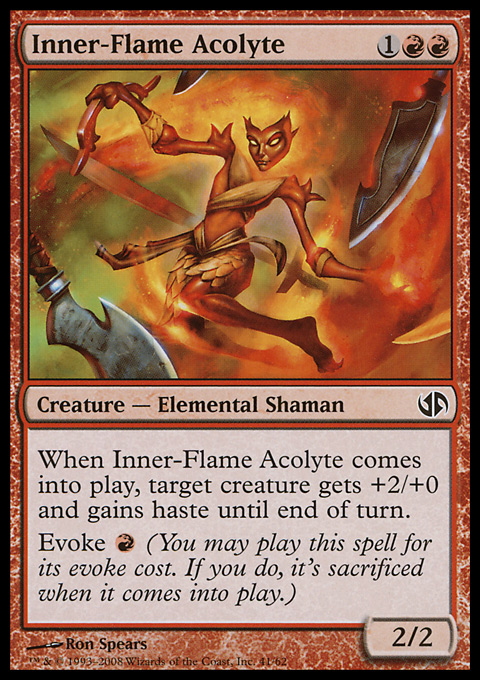 Inner-Flame Acolyte 1
Creature — Elemental Shaman
When Inner-Flame Acolyte comes
into play, target creature gets +2/+0
and gains haste until end of turn.
Evoke (You may play this spell for
its evoke cost. If you do, it's sacrificed
when it comes into play.)
Ron Spears
2/2
™ & © 1993-2008 Wizards of the Coast, Inc. 41/62